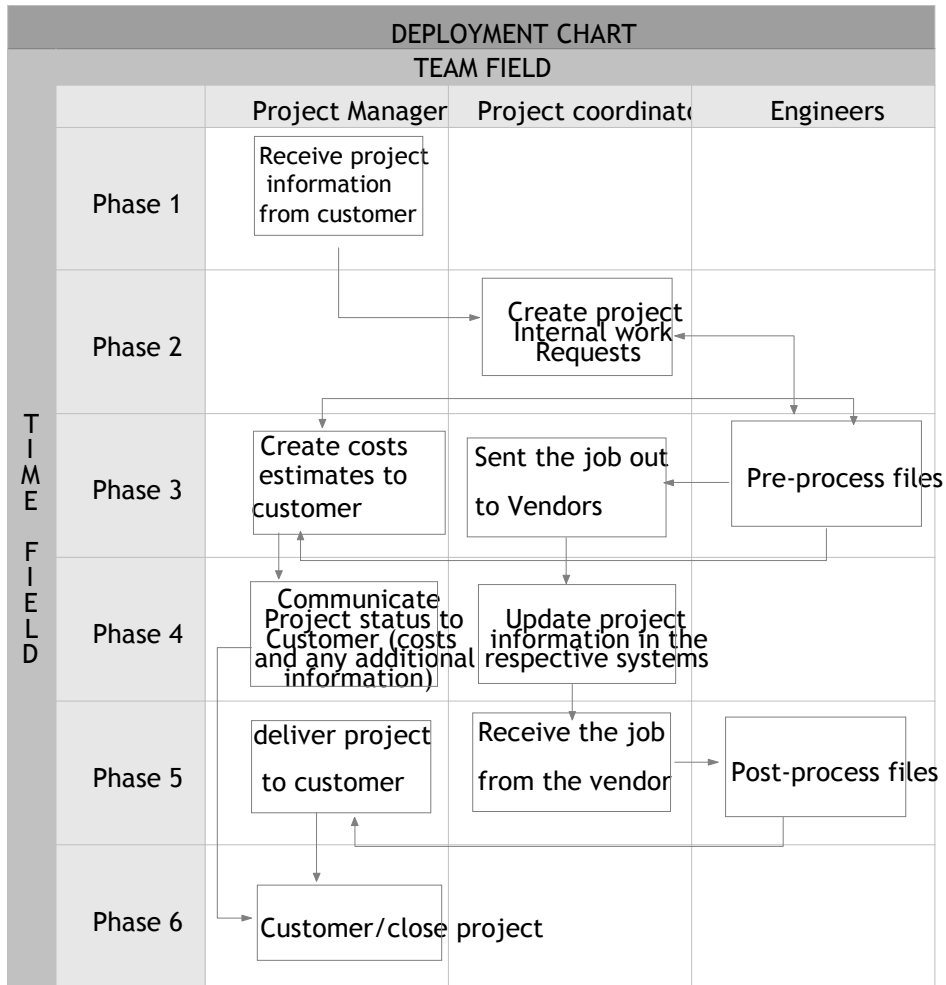 DEPLOYMENT CHART
TEAM FIELD
Project Manager
Project coordinato
Engineers
TIME FIELD
Phase 1
Receive project
information
from customer
Phase 2
Create project
Internal work
Requests
Phase 3
Create costs
estimates to
customer
Sent the job out
to Vendors
Pre-process files
Phase 4
Communicate
Project status to
Customer (costs
and any additional
information)
Update project
information in the
respective systems
Phase 5
deliver project
to customer
Receive the job
from the vendor
Post-process files
Phase 6
Customer/close project